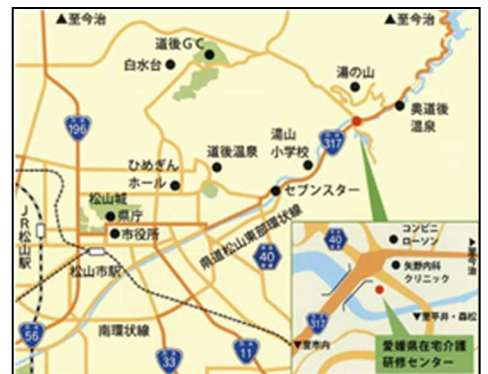 ▲至今治
▲至今治
道後GC
白水台
湯の山
奥道後
温泉
196
317
湯山
小学校
道後温泉
ひめぎん
ホール
セブンスター
松山城
県庁
市役所
JR松山駅
松山市駅
県道松山東部環状線
40
南環状線
56
33
11
40
コンビニ
ローソン
▲至今治
矢野内科
クリニック
317
▼至平井・森松
▼至市内
愛媛県在宅介護
研修センター